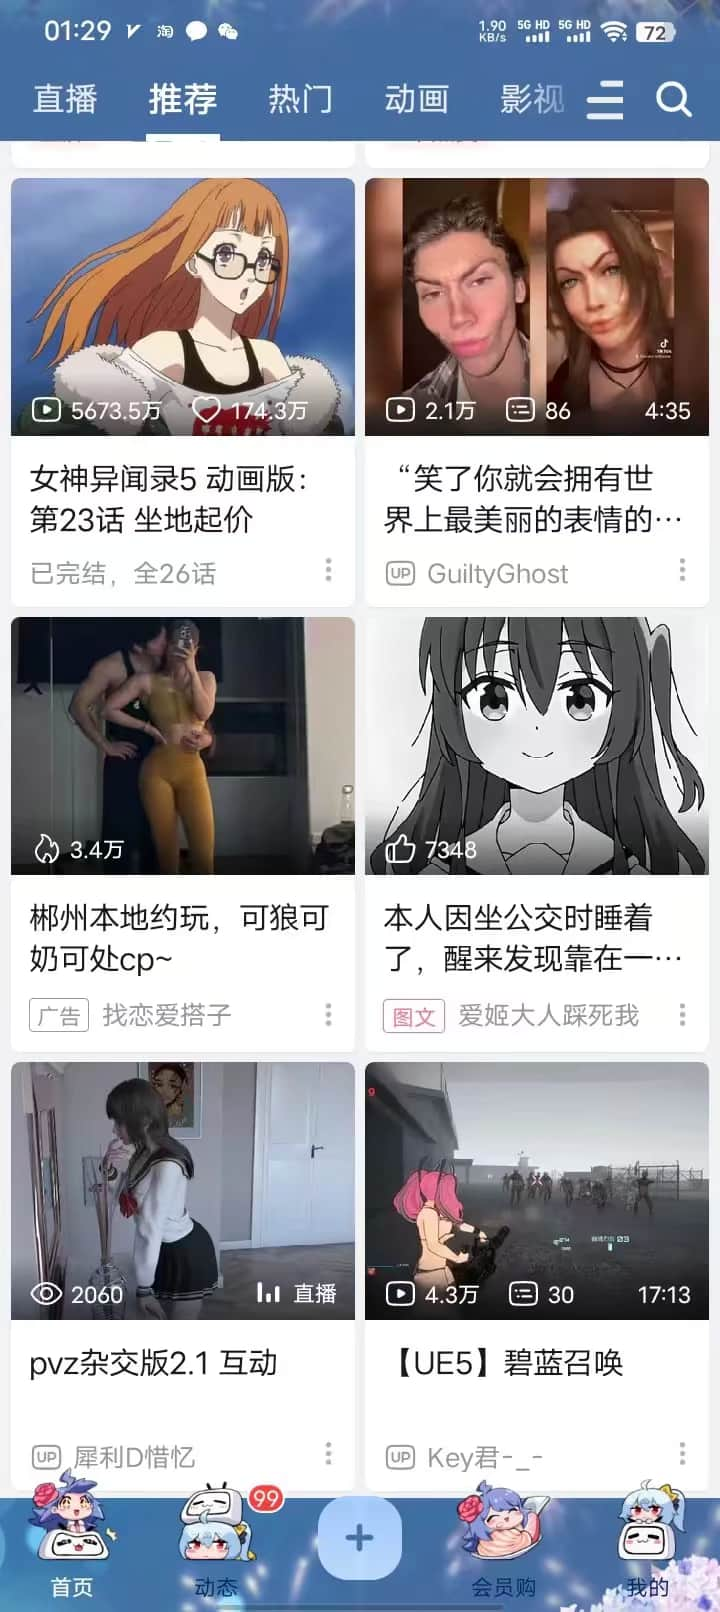 01:29
淘
1.90
KB/s
5G HD
5G HD
72
直播
推荐
热门
动画
影视
5673.5万
174.3万
2.1万
86
4:35
女神异闻录5 动画版：
第23话 坐地起价
已完结，全26话
“笑了你就会拥有世
界上最美丽的表情的…
UP
GuiltyGhost
3.4万
7348
郴州本地约玩，可狼可
奶可处cp~
广告
找恋爱搭子
本人因坐公交时睡着
了，醒来发现靠在一…
图文
爱姬大人踩死我
2060
直播
4.3万
30
17:13
pvz杂交版2.1 互动
UP
犀利D惜忆
【UE5】碧蓝召唤
UP
Key君-_-
99
首页
动态
会员购
我的